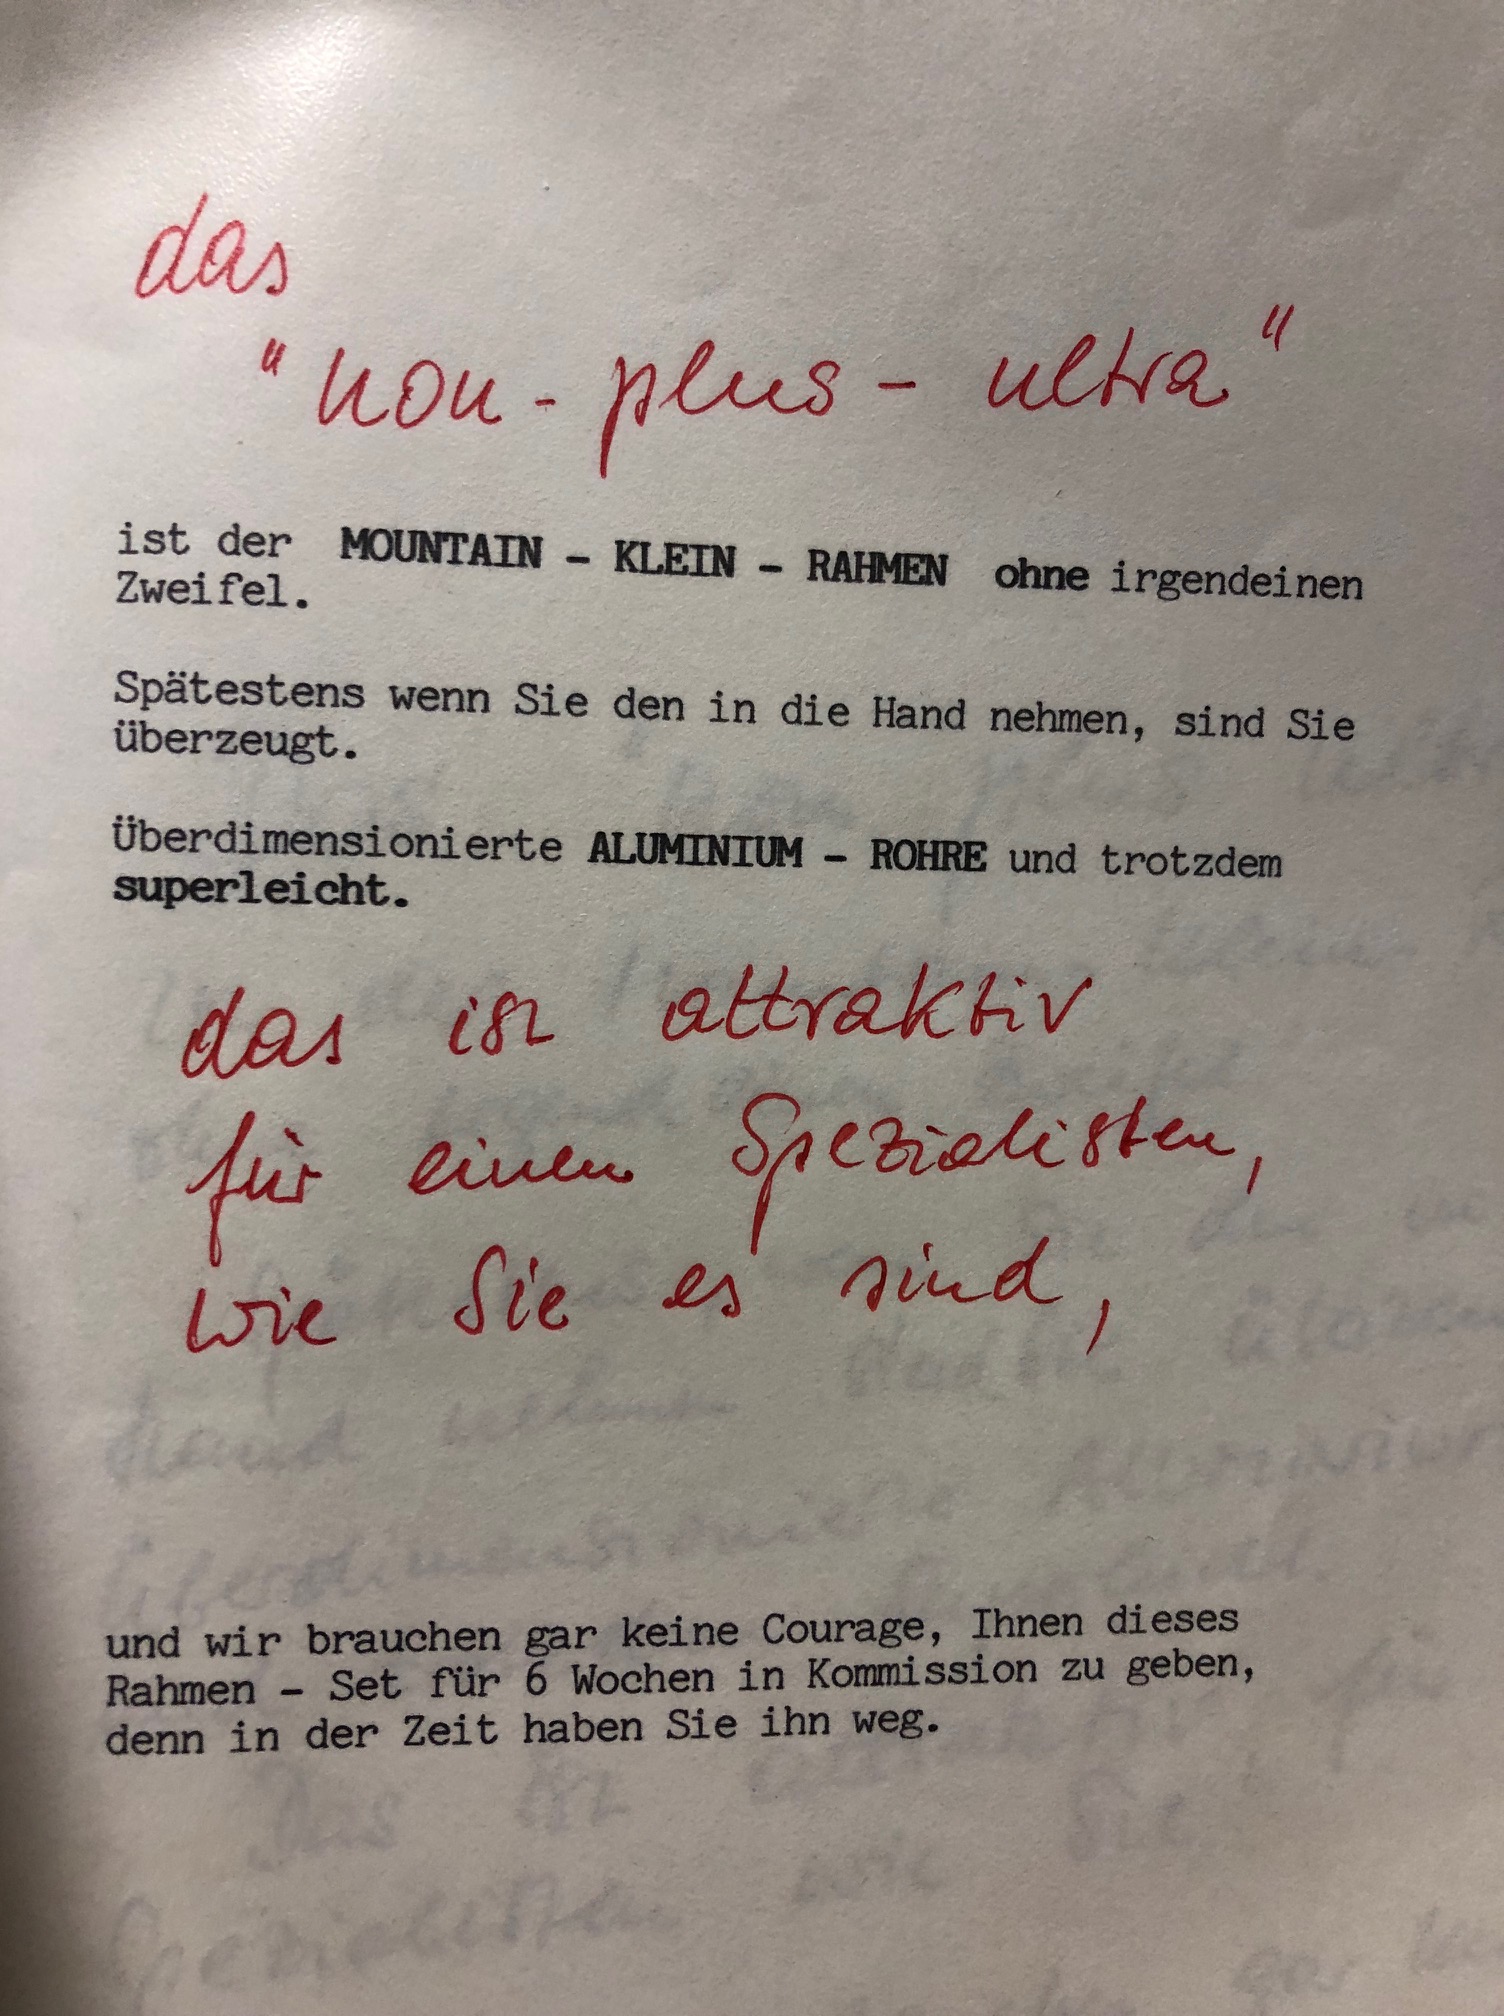 das
"non-plus-ultra"
ist der MOUNTAIN - KLEIN - RAHMEN ohne irgendeinen
Zweifel.
Spätestens wenn Sie den in die Hand nehmen, sind Sie
überzeugt.
Überdimensionierte ALUMINIUM - ROHRE und trotzdem
superleicht.
das ist attraktiv
für einen Spezialisten,
wie Sie es sind,
und wir brauchen gar keine Courage, Ihnen dieses
Rahmen - Set für 6 Wochen in Kommission zu geben,
denn in der Zeit haben Sie ihn weg.